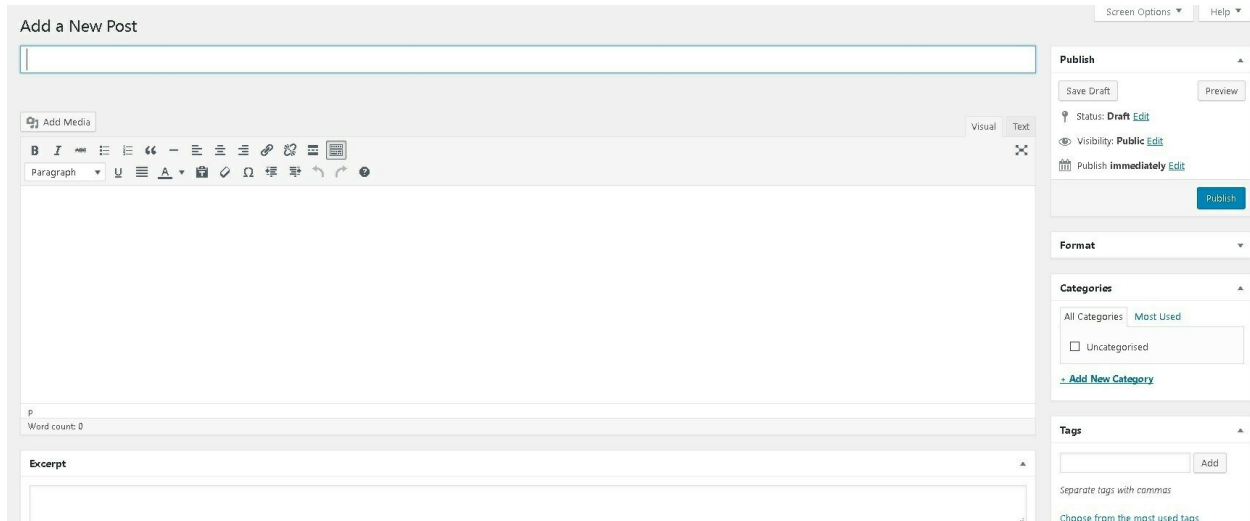 Screen Options ▼ Help ▼
Add a New Post
Add Media
Visual Text
B I ABC
Paragraph ▼ U A ▼ Ω
p
Word count: 0
Excerpt
Publish
Save Draft Preview
Status: Draft Edit
Visibility: Public Edit
Publish immediately Edit
Publish
Format
Categories
All Categories Most Used
Uncategorised
+ Add New Category
Tags
Add
Separate tags with commas
Choose from the most used tags